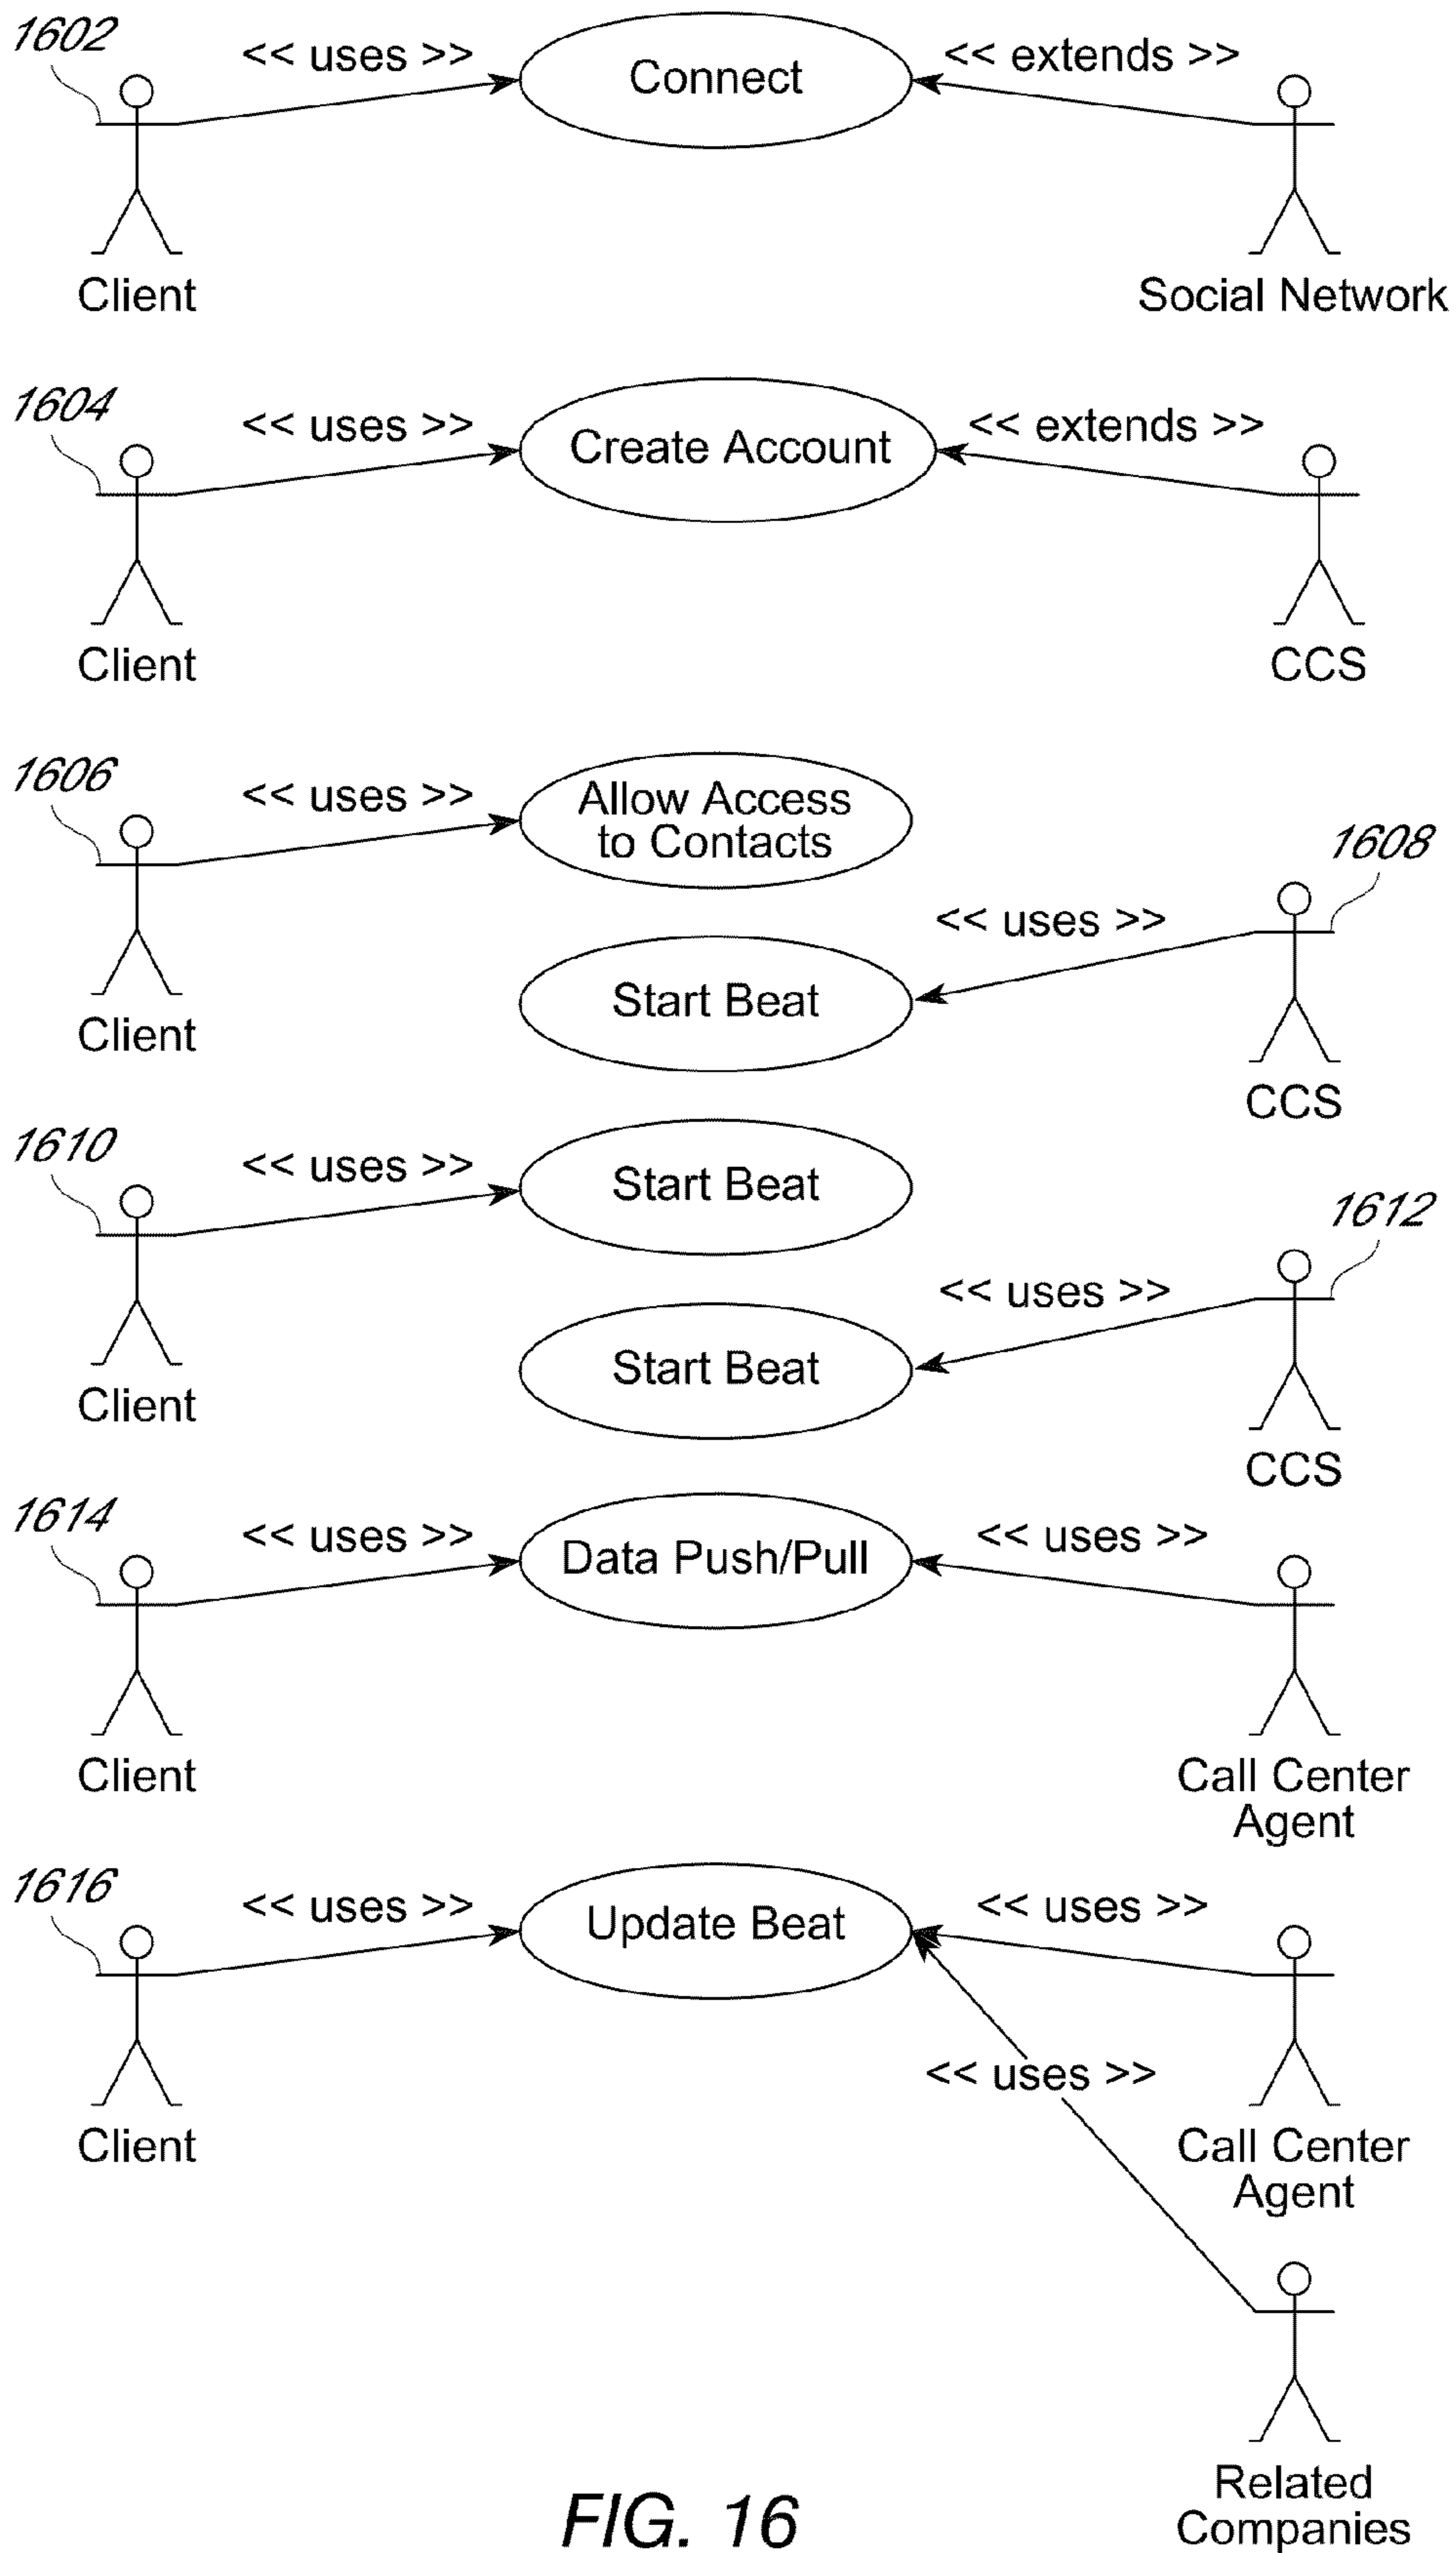 1602
<< uses >>
Connect
<< extends >>
Client
Social Network
1604
<< uses >>
Create Account
<< extends >>
Client
CCS
1606
<< uses >>
Allow Access
to Contacts
1608
<< uses >>
Start Beat
Client
CCS
1610
<< uses >>
Start Beat
1612
<< uses >>
Start Beat
Client
CCS
1614
<< uses >>
Data Push/Pull
<< uses >>
Client
Call Center
Agent
1616
<< uses >>
Update Beat
<< uses >>
<< uses >>
Client
Call Center
Agent
Related
Companies
FIG. 16